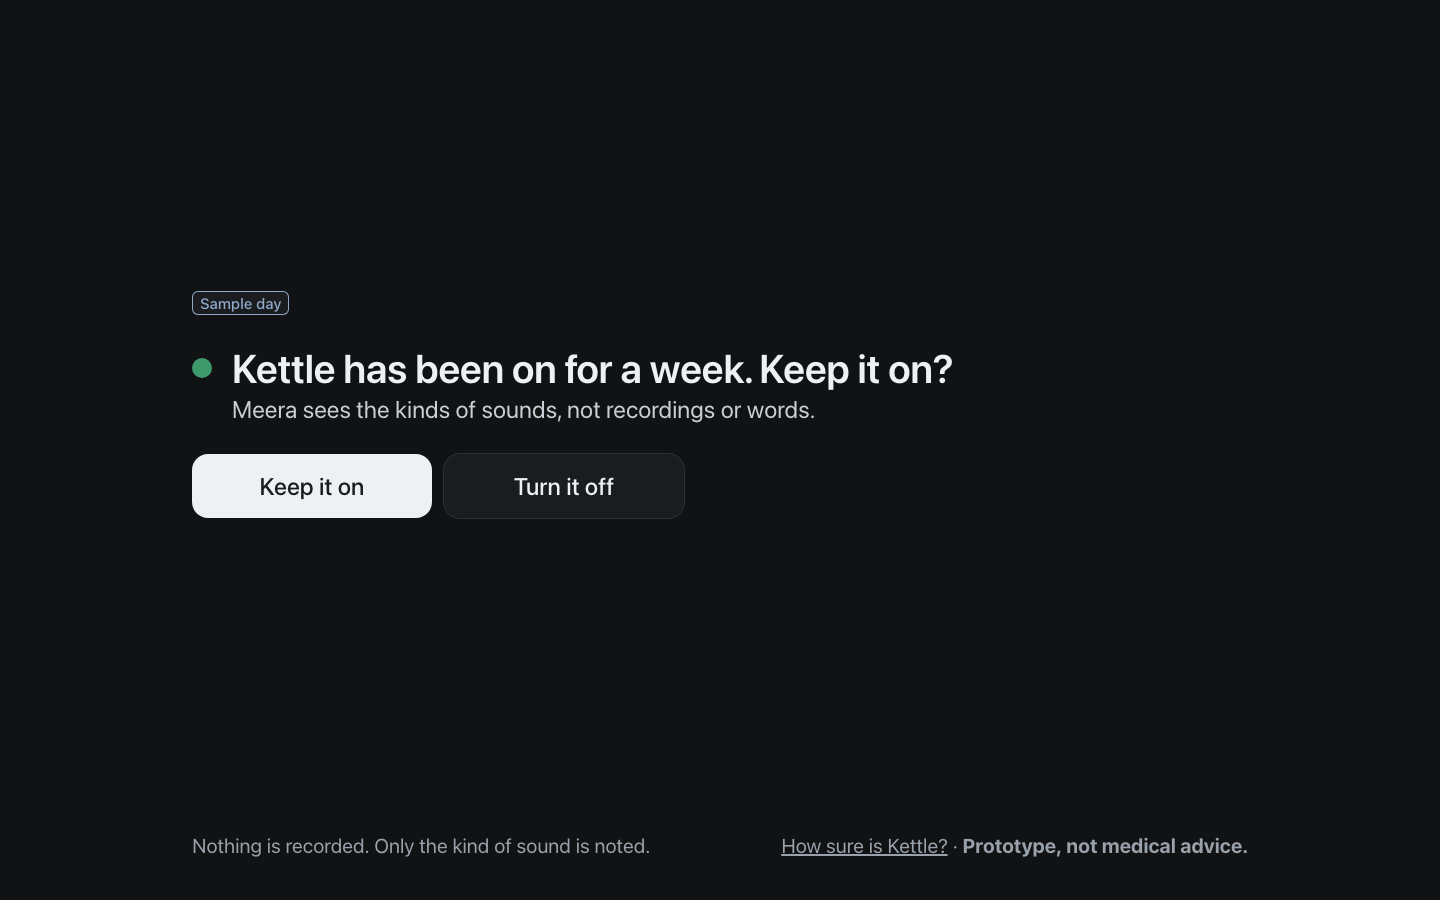 Sample day
Kettle has been on for a week. Keep it on?
Meera sees the kinds of sounds, not recordings or words.
Keep it on
Turn it off
Nothing is recorded. Only the kind of sound is noted.
How sure is Kettle? · Prototype, not medical advice.